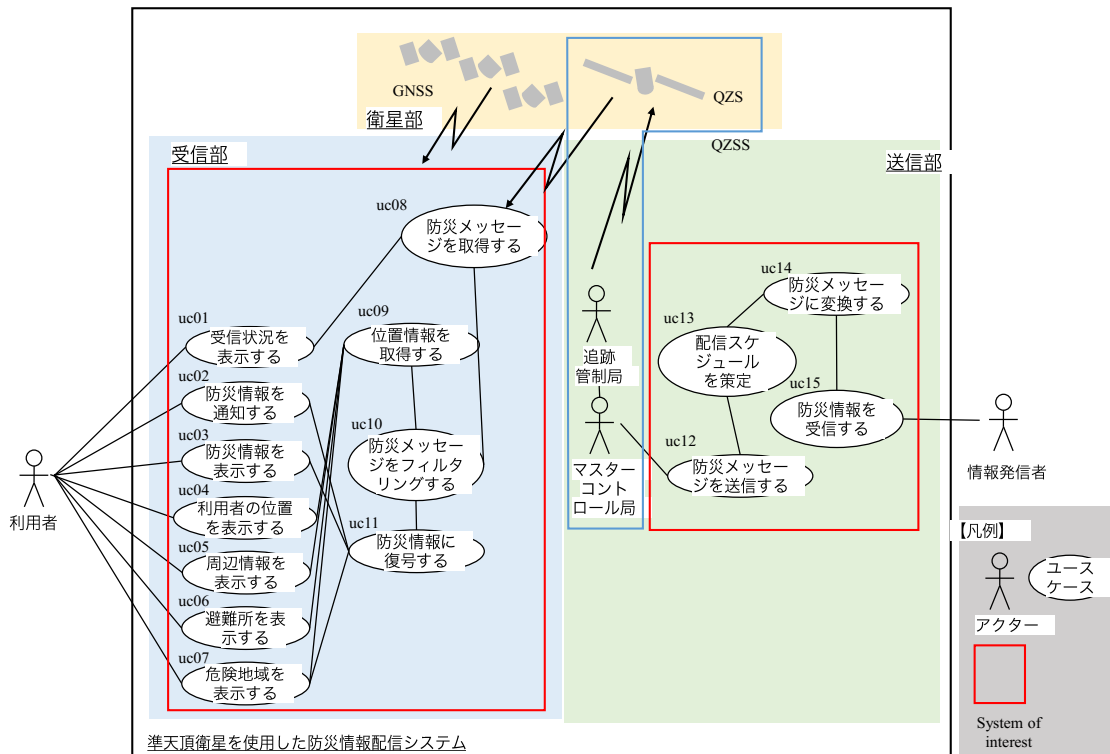 GNSS
QZS
衛星部
QZSS
受信部
送信部
uc08
防災メッセー
ジを取得する
uc14
防災メッセー
ジに変換する
uc01
受信状況を
表示する
uc09
位置情報を
取得する
uc13
配信スケ
ジュール
を策定
追跡
管制局
uc02
防災情報を
通知する
uc15
防災情報を
受信する
uc03
防災情報を
表示する
uc10
防災メッセー
ジをフィルタ
リングする
uc12
防災メッセー
ジを送信する
マスター
コント
ロール局
情報発信者
利用者
uc04
利用者の位置
を表示する
uc11
防災情報に
復号する
uc05
周辺情報を
表示する
uc06
避難所を表
示する
uc07
危険地域を
表示する
【凡例】
ユース
ケース
アクター
System of
interest
準天頂衛星を使用した防災情報配信システム